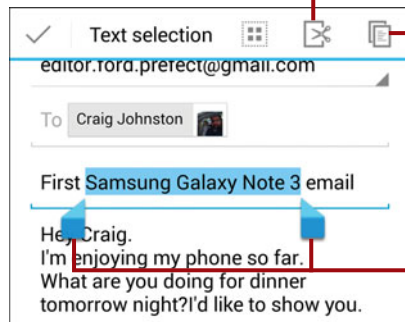 Text selection
editor.ford.prefect@gmail.com
To Craig Johnston
First Samsung Galaxy Note 3 email
Hey Craig.
I'm enjoying my phone so far.
What are you doing for dinner
tomorrow night?I'd like to show you.